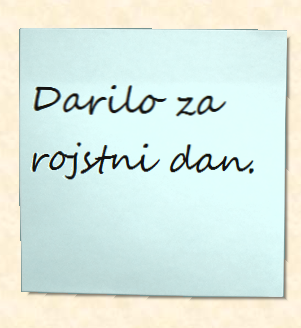 Darilo za
rojstni dan.